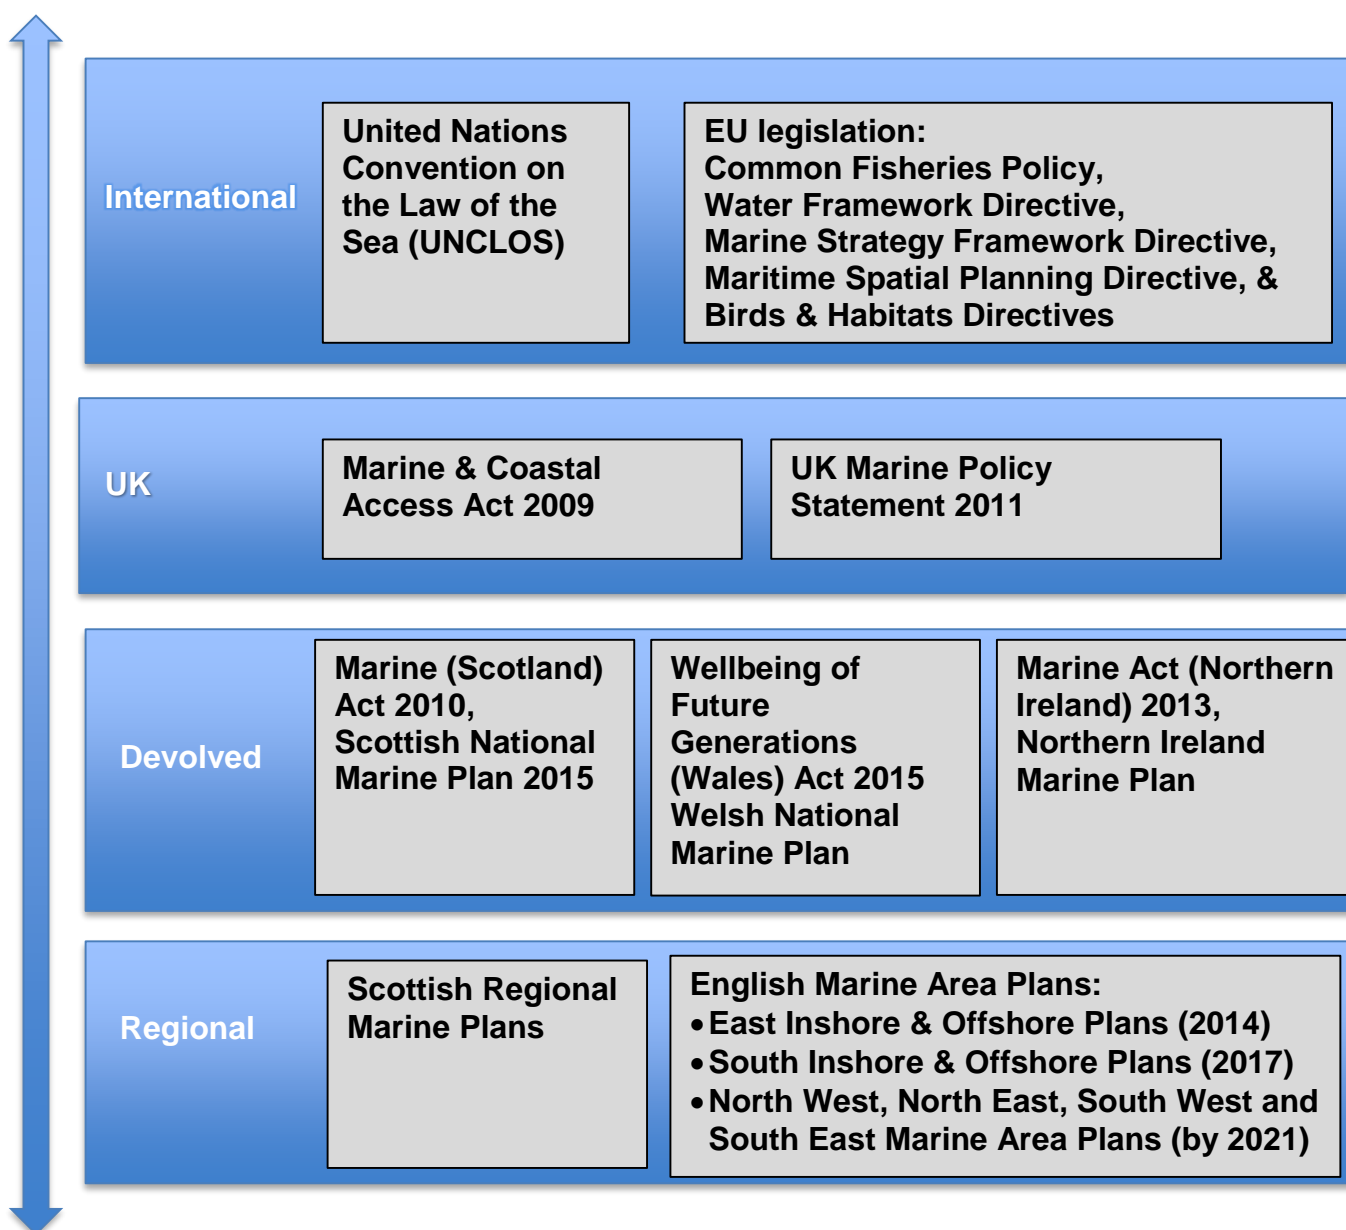 International
United Nations
Convention on
the Law of the
Sea (UNCLOS)
EU legislation:
Common Fisheries Policy,
Water Framework Directive,
Marine Strategy Framework Directive,
Maritime Spatial Planning Directive, &
Birds & Habitats Directives
UK
Marine & Coastal
Access Act 2009
UK Marine Policy
Statement 2011
Devolved
Marine (Scotland)
Act 2010,
Scottish National
Marine Plan 2015
Wellbeing of
Future
Generations
(Wales) Act 2015
Welsh National
Marine Plan
Marine Act (Northern
Ireland) 2013,
Northern Ireland
Marine Plan
Regional
Scottish Regional
Marine Plans
English Marine Area Plans:
• East Inshore & Offshore Plans (2014)
• South Inshore & Offshore Plans (2017)
• North West, North East, South West and
South East Marine Area Plans (by 2021)